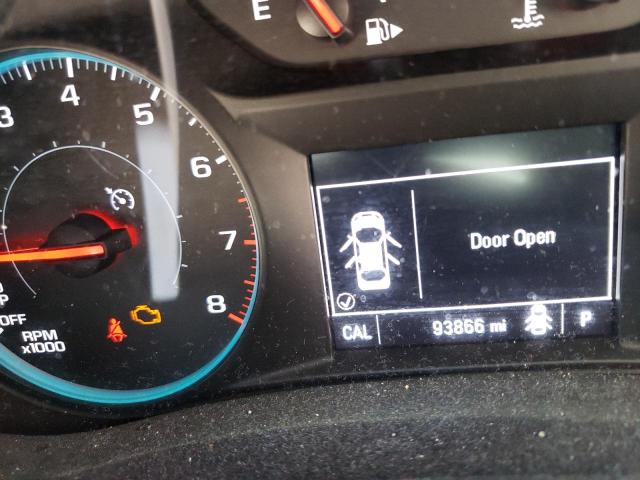 E
3
4
5
6
7
8
P
OFF
RPM
x1000
Door Open
CAL
93866 mi
P